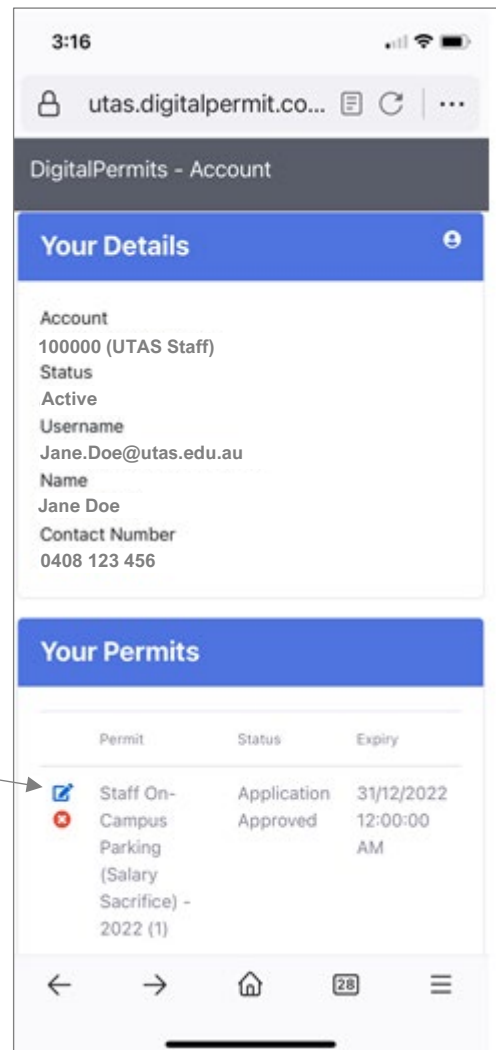 3:16
utas.digitalpermit.co...
DigitalPermits - Account
Your Details
Account
100000 (UTAS Staff)
Status
Active
Username
Jane.Doe@utas.edu.au
Name
Jane Doe
Contact Number
0408 123 456
Your Permits
Permit Status Expiry
Staff On- Application 31/12/2022
Campus Approved 12:00:00
Parking AM
(Salary
Sacrifice) -
2022 (1)
28